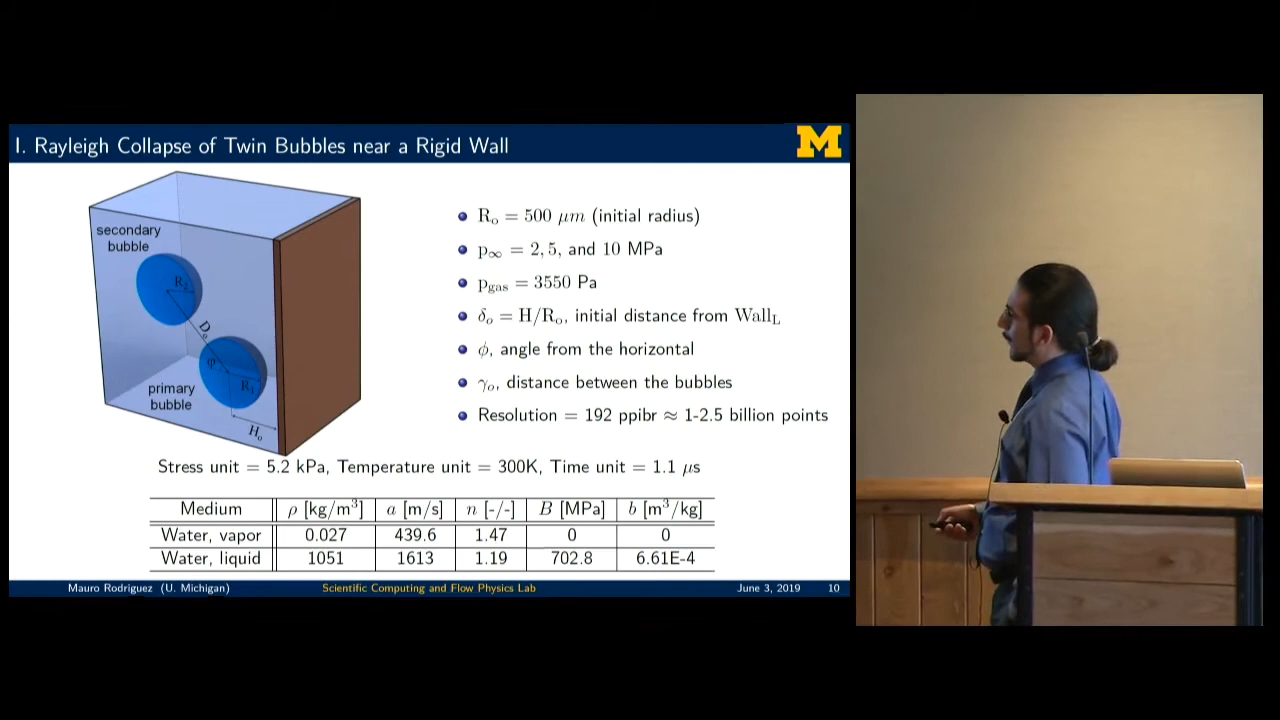 I. Rayleigh Collapse of Twin Bubbles near a Rigid Wall
M
secondary
bubble
R₂
Dₒ
φ
R₁
primary
bubble
Hₒ
Rₒ = 500 μm (initial radius)
p∞ = 2, 5, and 10 MPa
p_gas = 3550 Pa
δₒ = H/Rₒ, initial distance from Wall_L
ϕ, angle from the horizontal
γₒ, distance between the bubbles
Resolution = 192 ppibr ≈ 1-2.5 billion points
Stress unit = 5.2 kPa, Temperature unit = 300K, Time unit = 1.1 μs
Medium ρ [kg/m³] a [m/s] n [-/-] B [MPa] b [m³/kg]
Water, vapor 0.027 439.6 1.47 0 0
Water, liquid 1051 1613 1.19 702.8 6.61E-4
Mauro Rodriguez (U. Michigan) Scientific Computing and Flow Physics Lab June 3, 2019 10